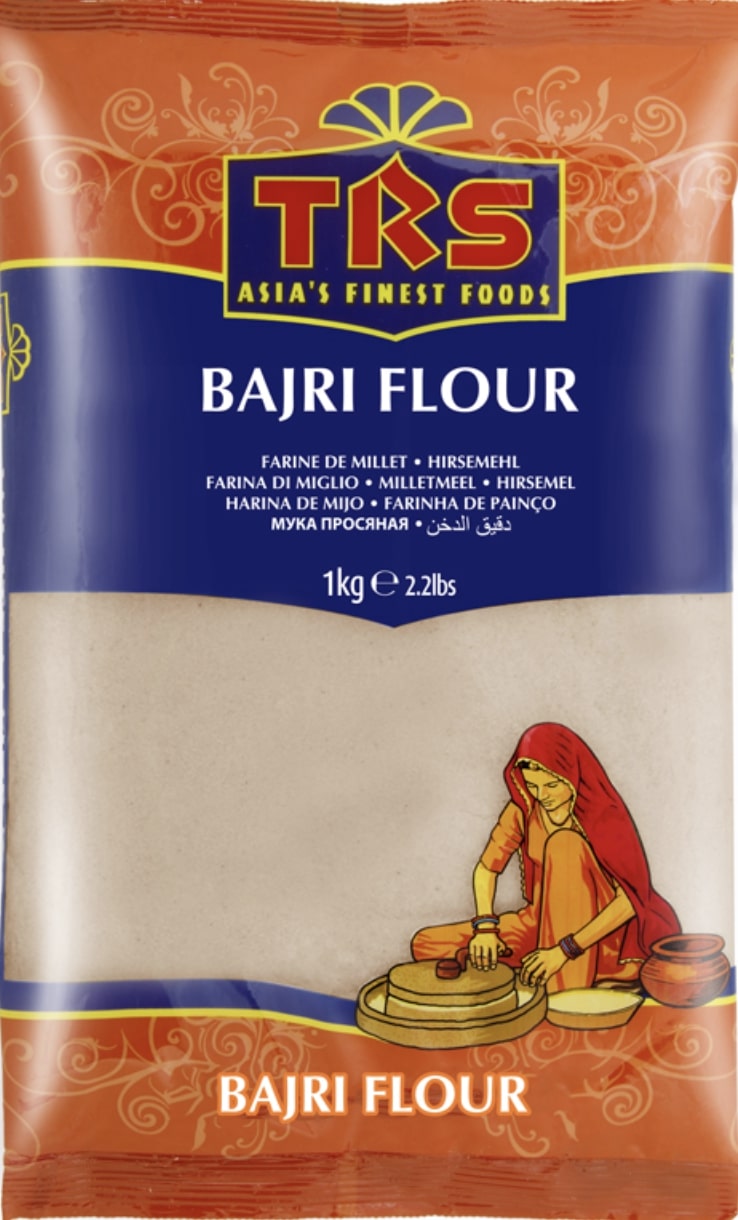 TRS
ASIA'S FINEST FOODS
BAJRI FLOUR
FARINE DE MILLET • HIRSEMEHL
FARINA DI MIGLIO • MILLETMEEL • HIRSEMEL
HARINA DE MIJO • FARINHA DE PAINÇO
МУКА ПРОСЯНАЯ • دقيق الدخن
1kg ℮ 2.2lbs
BAJRI FLOUR